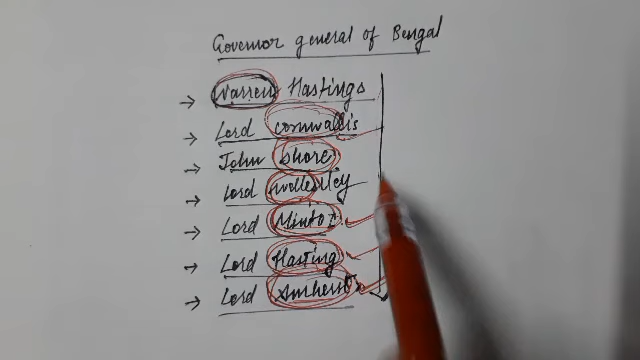 Governor general of Bengal
→ Warren Hastings
→ Lord Cornwallis
→ John Shore
→ Lord Wellesley
→ Lord Minto I
→ Lord Hasting
→ Lord Amherst